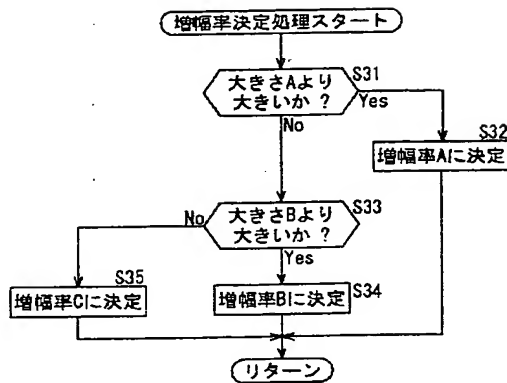 増幅率決定処理スタート
大きさAより
大きいか ?
S31
Yes
No
S32
増幅率Aに決定
大きさBより
大きいか ?
S33
No
Yes
S35
増幅率Cに決定
増幅率Bに決定
S34
リターン